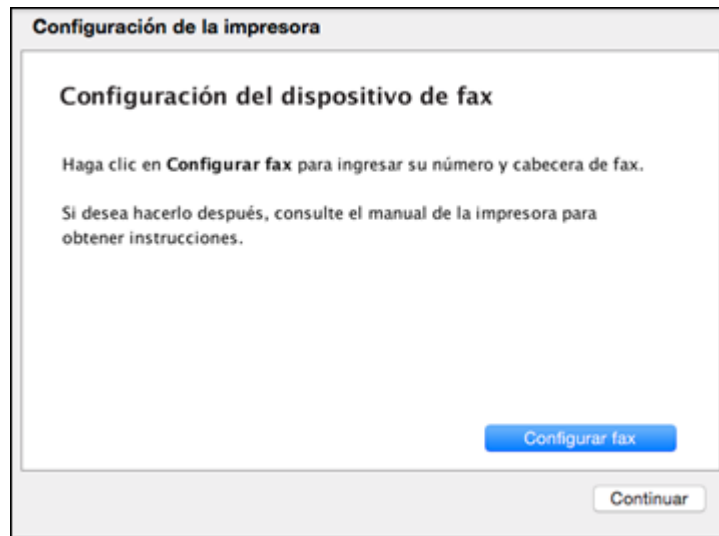 Configuración de la impresora
Configuración del dispositivo de fax
Haga clic en Configurar fax para ingresar su número y cabecera de fax.
Si desea hacerlo después, consulte el manual de la impresora para
obtener instrucciones.
Configurar fax
Continuar